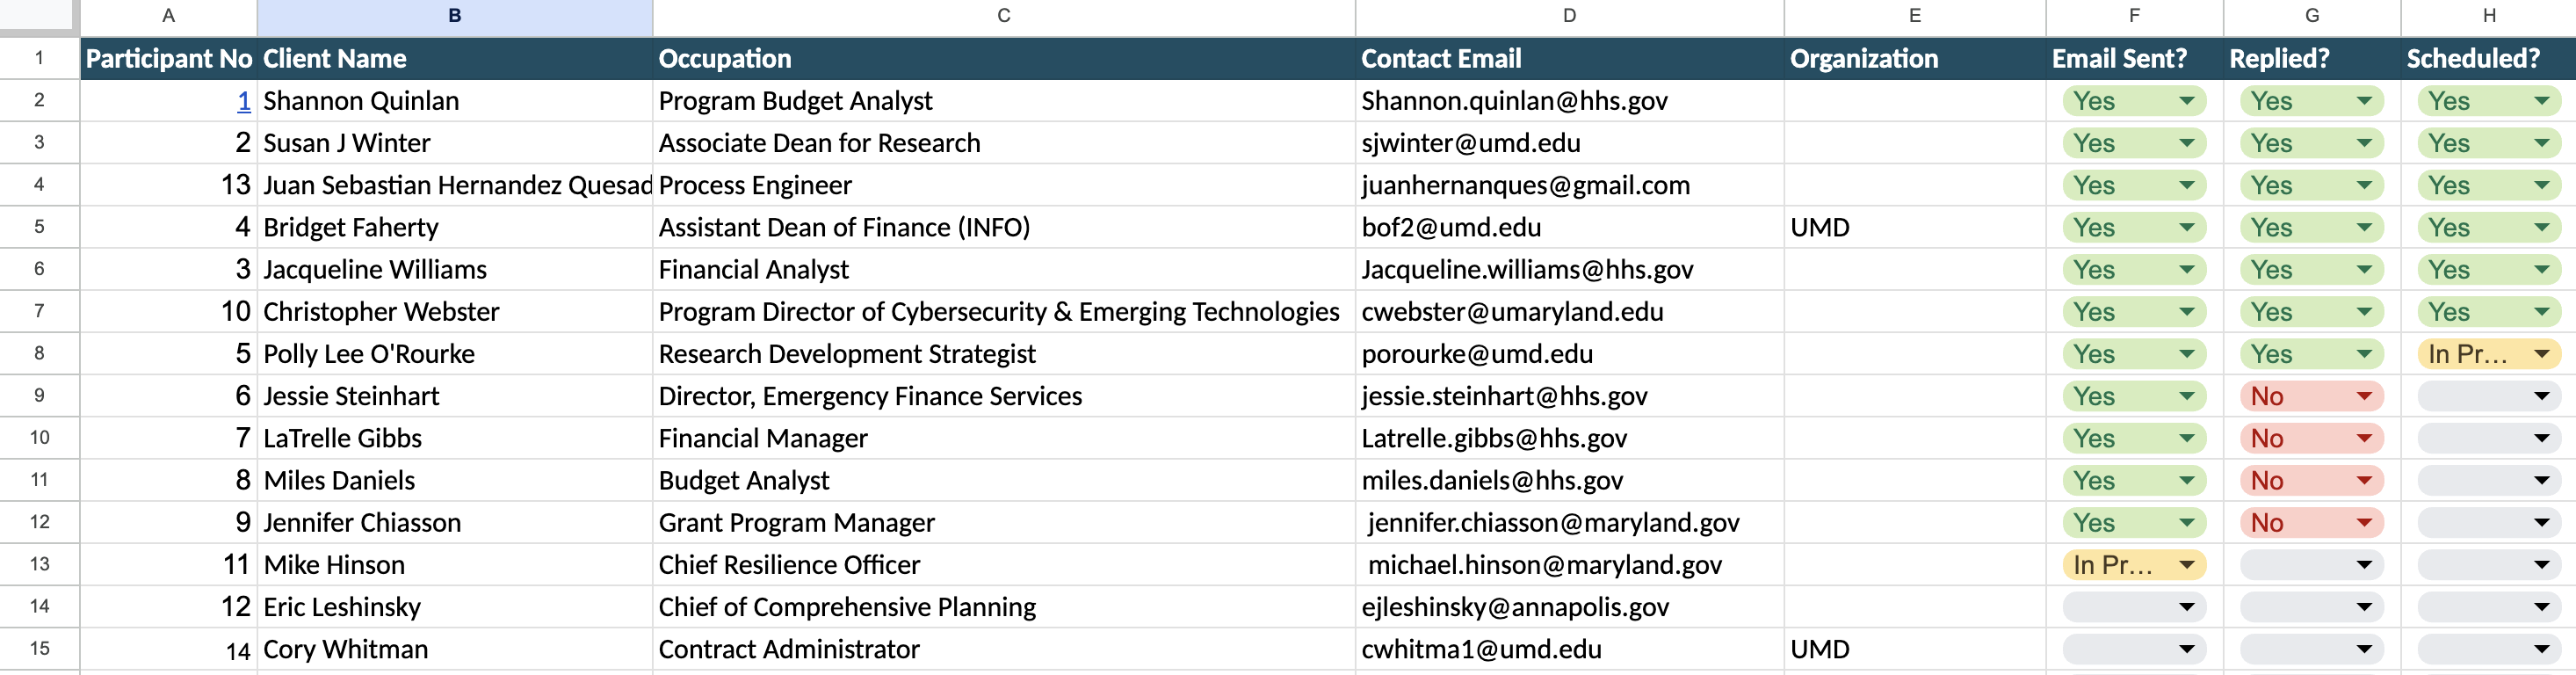 A B C D E F G H
1 Participant No Client Name Occupation Contact Email Organization Email Sent? Replied? Scheduled?
2 1 Shannon Quinlan Program Budget Analyst Shannon.quinlan@hhs.gov Yes Yes Yes
3 2 Susan J Winter Associate Dean for Research sjwinter@umd.edu Yes Yes Yes
4 13 Juan Sebastian Hernandez Quesad Process Engineer juanhernanques@gmail.com Yes Yes Yes
5 4 Bridget Faherty Assistant Dean of Finance (INFO) bof2@umd.edu UMD Yes Yes Yes
6 3 Jacqueline Williams Financial Analyst Jacqueline.williams@hhs.gov Yes Yes Yes
7 10 Christopher Webster Program Director of Cybersecurity & Emerging Technologies cwebster@umaryland.edu Yes Yes Yes
8 5 Polly Lee O'Rourke Research Development Strategist porourke@umd.edu Yes Yes In Pr...
9 6 Jessie Steinhart Director, Emergency Finance Services jessie.steinhart@hhs.gov Yes No
10 7 LaTrelle Gibbs Financial Manager Latrelle.gibbs@hhs.gov Yes No
11 8 Miles Daniels Budget Analyst miles.daniels@hhs.gov Yes No
12 9 Jennifer Chiasson Grant Program Manager jennifer.chiasson@maryland.gov Yes No
13 11 Mike Hinson Chief Resilience Officer michael.hinson@maryland.gov In Pr...
14 12 Eric Leshinsky Chief of Comprehensive Planning ejleshinsky@annapolis.gov
15 14 Cory Whitman Contract Administrator cwhitma1@umd.edu UMD